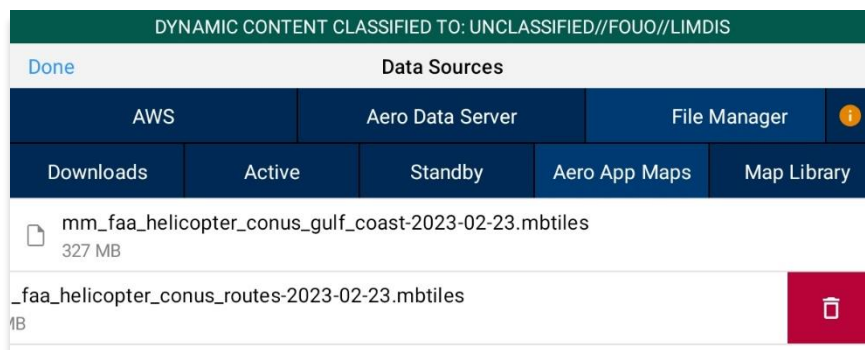 DYNAMIC CONTENT CLASSIFIED TO: UNCLASSIFIED//FOUO//LIMDIS
Done Data Sources
AWS Aero Data Server File Manager
Downloads Active Standby Aero App Maps Map Library
mm_faa_helicopter_conus_gulf_coast-2023-02-23.mbtiles
327 MB
_faa_helicopter_conus_routes-2023-02-23.mbtiles
MB